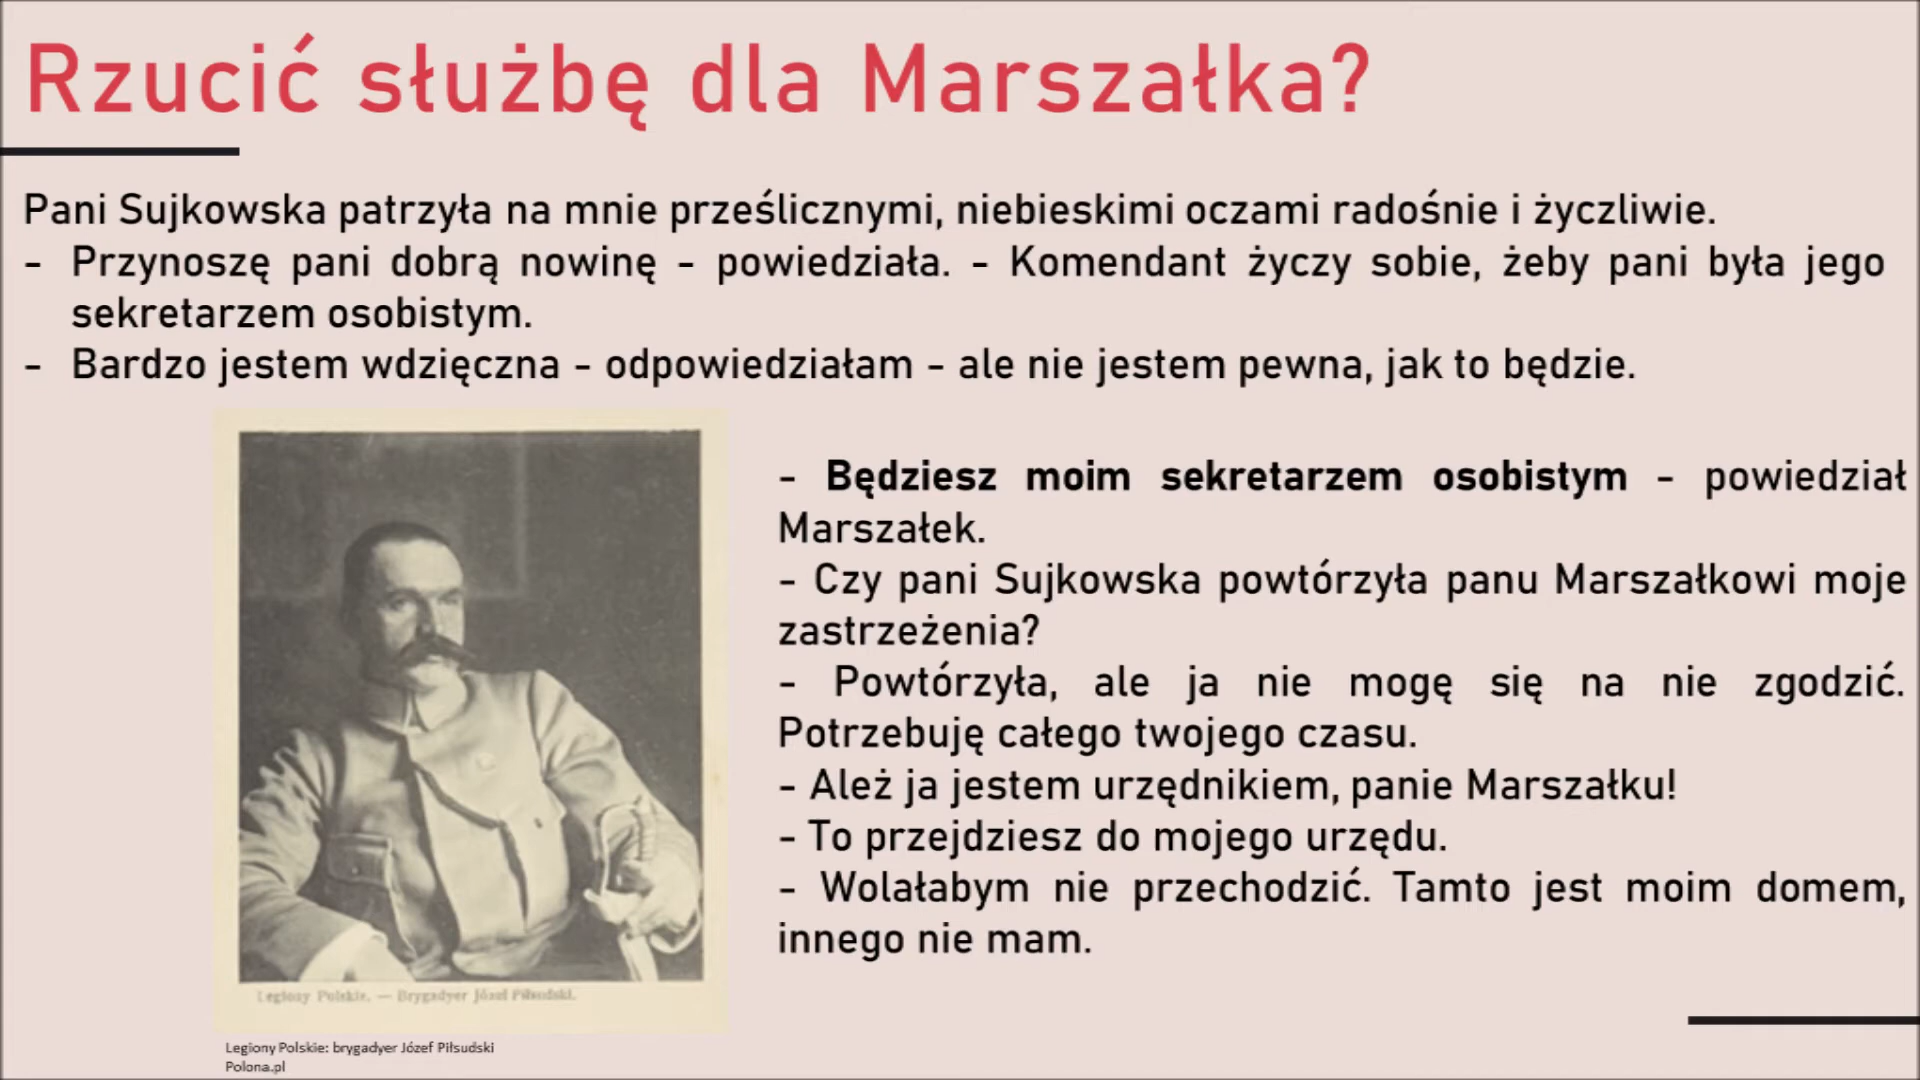 Rzucić służbę dla Marszałka?
Pani Sujkowska patrzyła na mnie prześlicznymi, niebieskimi oczami radośnie i życzliwie.
- Przynoszę pani dobrą nowinę - powiedziała. - Komendant życzy sobie, żeby pani była jego
sekretarzem osobistym.
- Bardzo jestem wdzięczna - odpowiedziałam - ale nie jestem pewna, jak to będzie.
- Będziesz moim sekretarzem osobistym - powiedział
Marszałek.
- Czy pani Sujkowska powtórzyła panu Marszałkowi moje
zastrzeżenia?
- Powtórzyła, ale ja nie mogę się na nie zgodzić.
Potrzebuję całego twojego czasu.
- Ależ ja jestem urzędnikiem, panie Marszałku!
- To przejdziesz do mojego urzędu.
- Wolałabym nie przechodzić. Tamto jest moim domem,
innego nie mam.
Legiony Polskie. — Brygadyer Józef Piłsudski.
Legiony Polskie: brygadyer Józef Piłsudski
Polona.pl